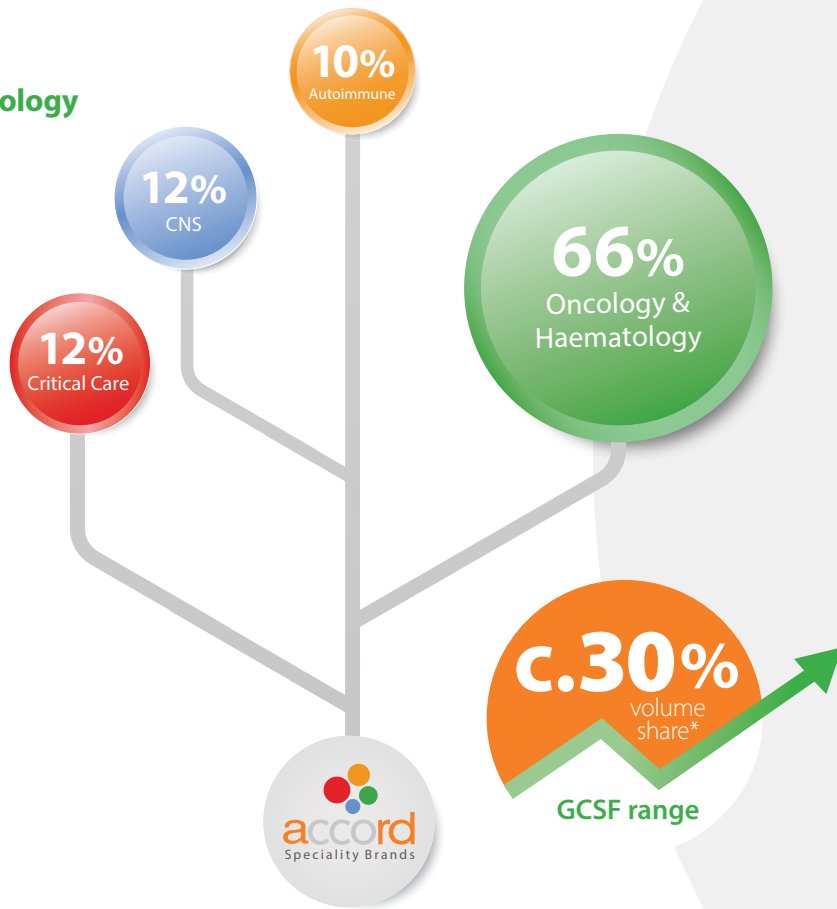 10%
Autoimmune
ology
12%
CNS
66%
Oncology &
Haematology
12%
Critical Care
c.30%
volume
share*
GCSF range
accord
Speciality Brands